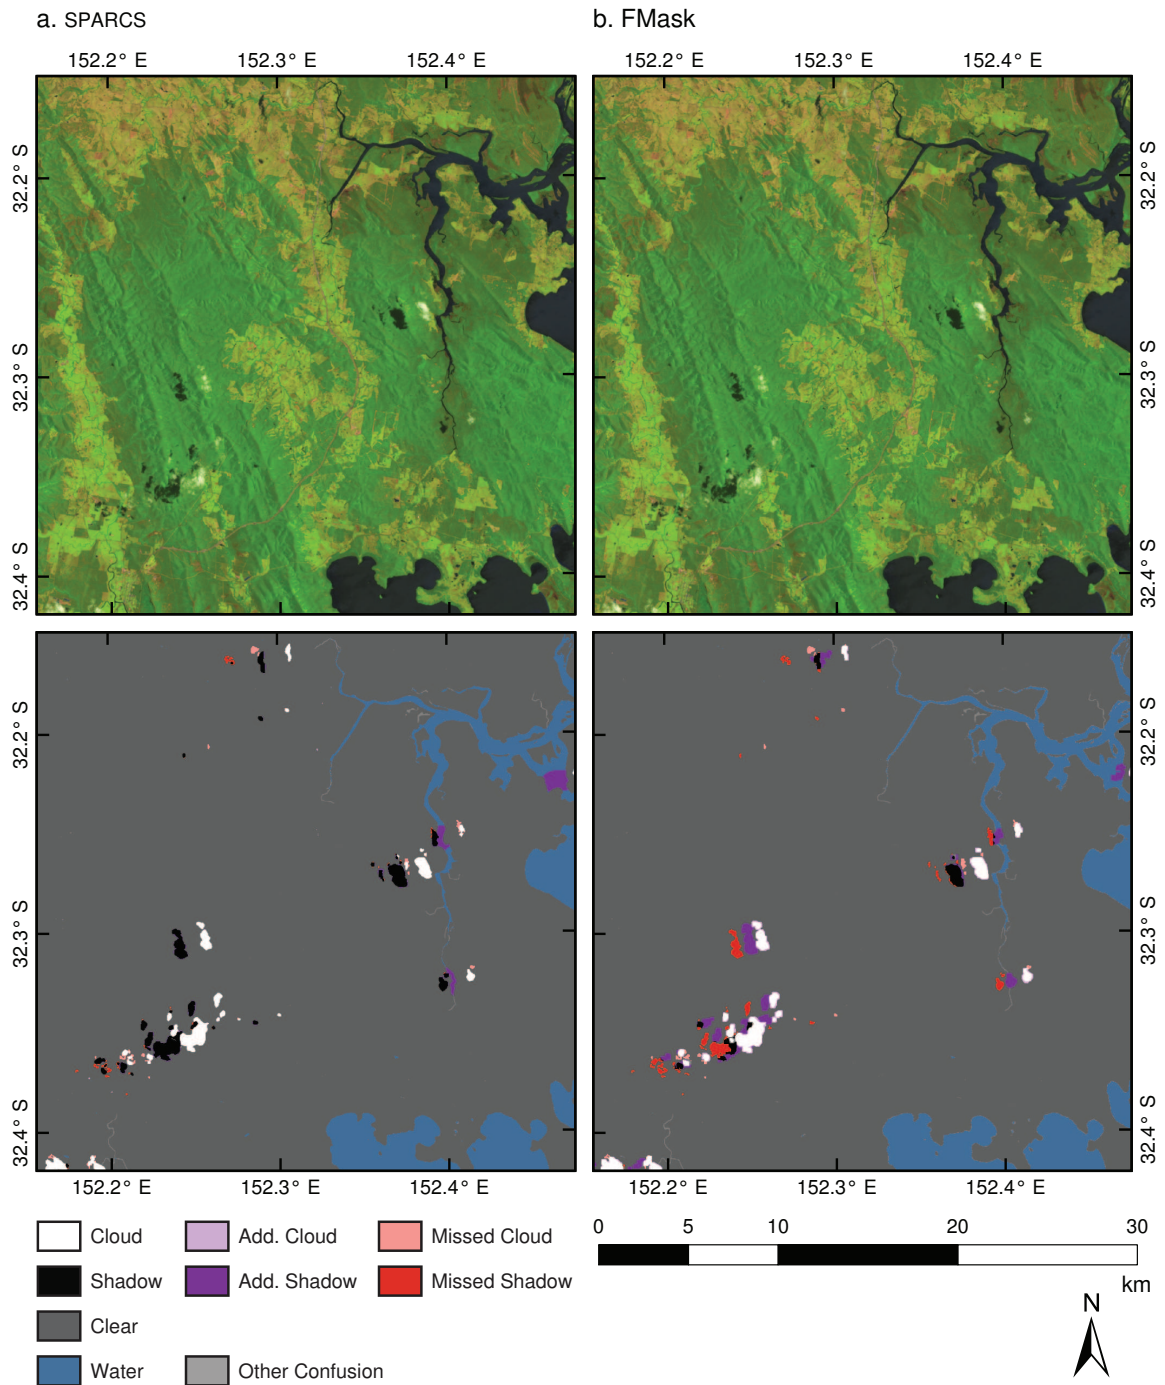 a. SPARCS
b. FMask
152.2° E 152.3° E 152.4° E
152.2° E 152.3° E 152.4° E
32.2° S
32.3° S
32.4° S
32.2° S
32.3° S
32.4° S
32.2° S
32.3° S
32.4° S
32.2° S
32.3° S
32.4° S
152.2° E 152.3° E 152.4° E
152.2° E 152.3° E 152.4° E
Cloud Add. Cloud Missed Cloud
Shadow Add. Shadow Missed Shadow
Clear
Water Other Confusion
0 5 10 20 30
km
N